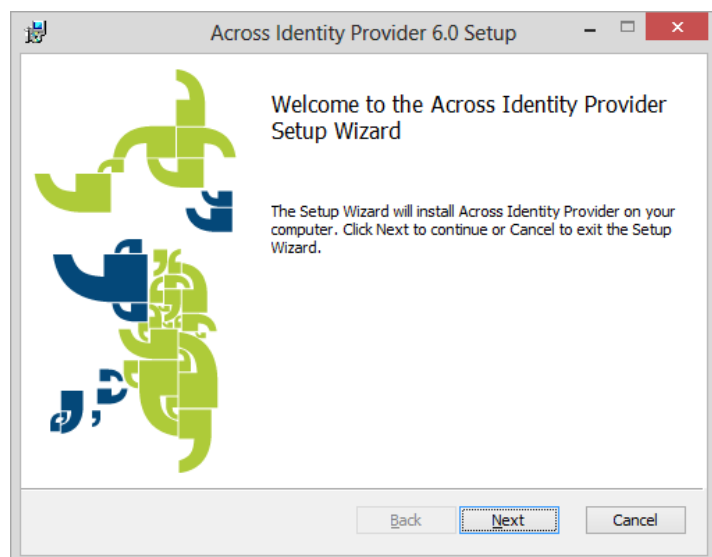 Across Identity Provider 6.0 Setup
Welcome to the Across Identity Provider
Setup Wizard
The Setup Wizard will install Across Identity Provider on your
computer. Click Next to continue or Cancel to exit the Setup
Wizard.
Back Next Cancel